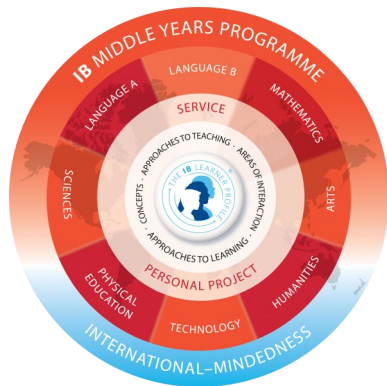 IB MIDDLE YEARS PROGRAMME
LANGUAGE A
LANGUAGE B
MATHEMATICS
SCIENCES
ARTS
PHYSICAL
EDUCATION
TECHNOLOGY
HUMANITIES
SERVICE
PERSONAL PROJECT
APPROACHES TO TEACHING · AREAS OF INTERACTION ·
APPROACHES TO LEARNING · CONCEPTS ·
THE IB LEARNER PROFILE
INTERNATIONAL–MINDEDNESS